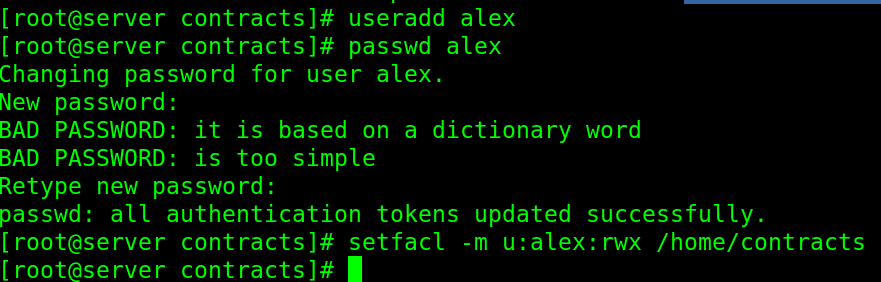 [root@server contracts]# useradd alex
[root@server contracts]# passwd alex
Changing password for user alex.
New password:
BAD PASSWORD: it is based on a dictionary word
BAD PASSWORD: is too simple
Retype new password:
passwd: all authentication tokens updated successfully.
[root@server contracts]# setfacl -m u:alex:rwx /home/contracts
[root@server contracts]#